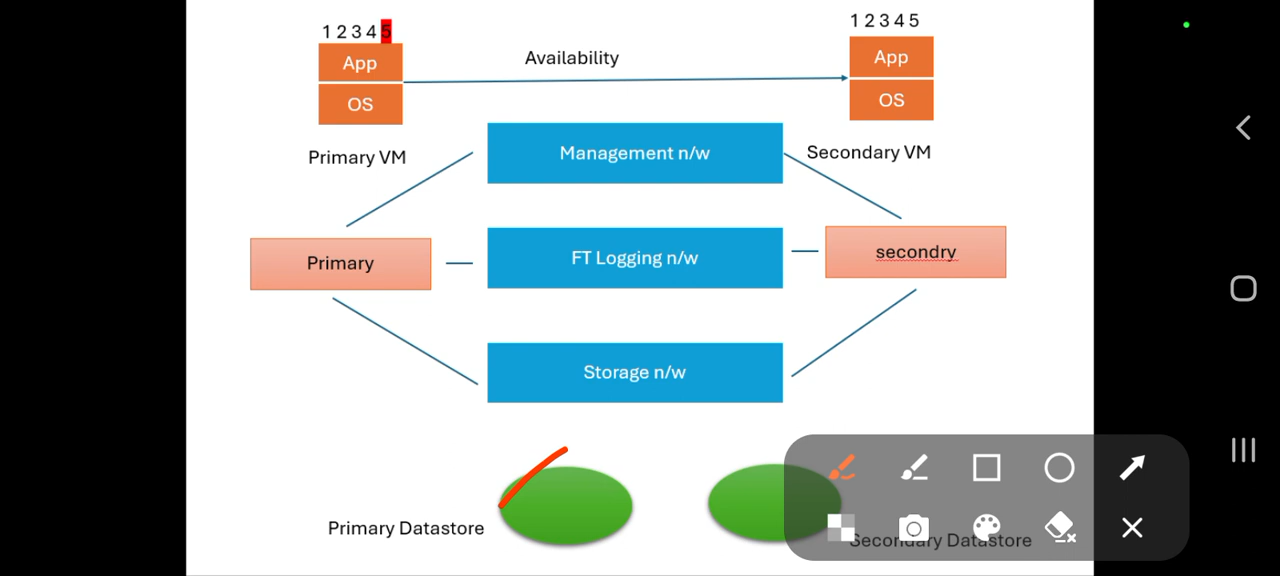 1 2 3 4 5
1 2 3 4 5
App
Availability
App
OS
OS
Primary VM
Management n/w
Secondary VM
Primary
FT Logging n/w
secondry
Storage n/w
Primary Datastore
Secondary Datastore